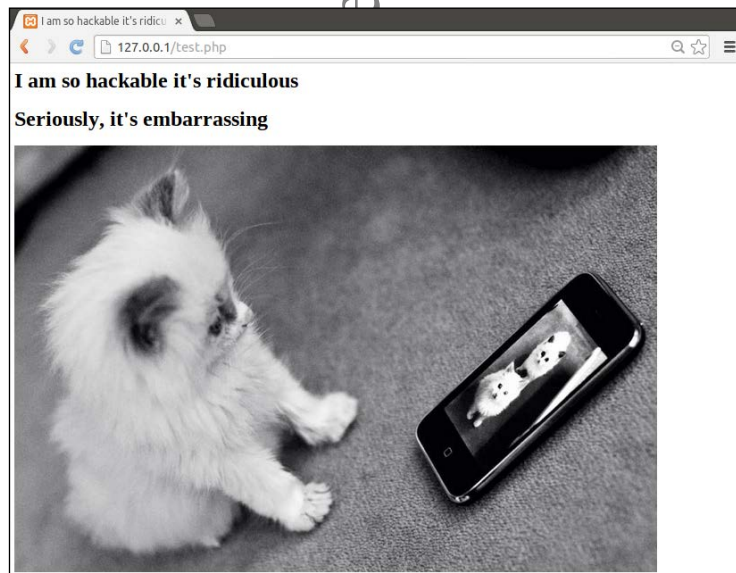 I am so hackable it's ridicu
127.0.0.1/test.php
I am so hackable it's ridiculous
Seriously, it's embarrassing